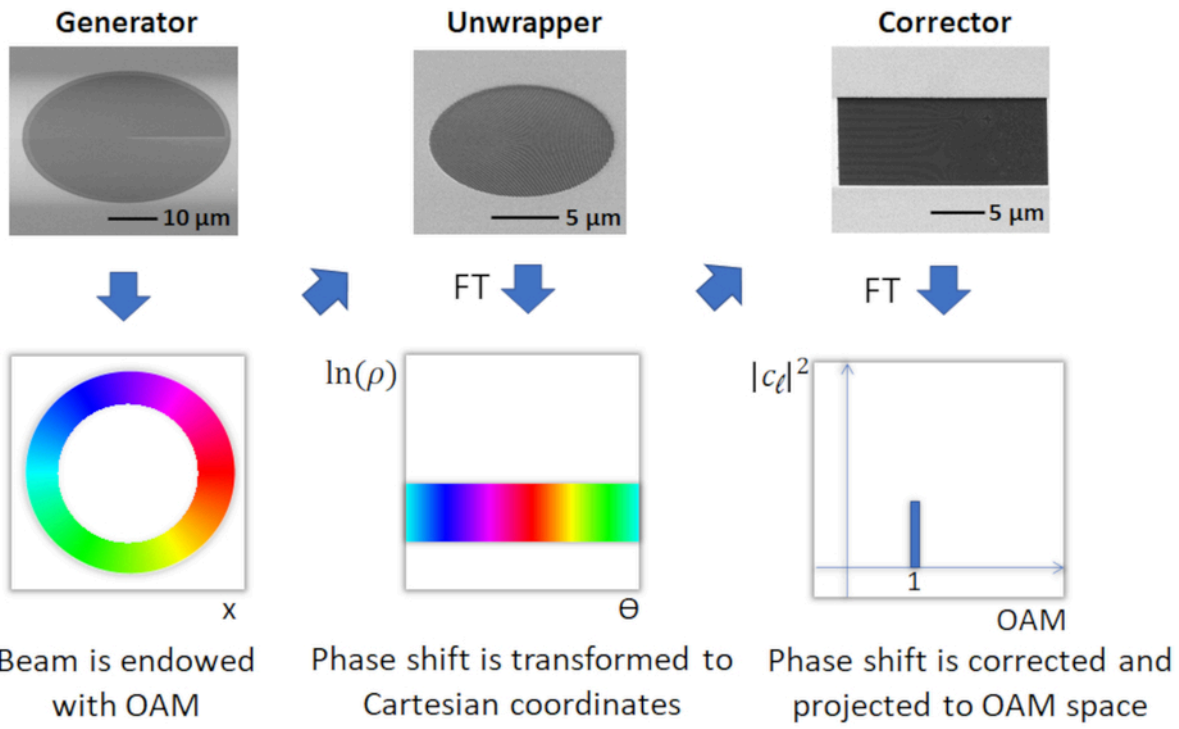 Generator
Unwrapper
Corrector
10 µm
5 µm
5 µm
FT
FT
ln(ρ)
|cℓ|²
1
x
Θ
OAM
Beam is endowed
with OAM
Phase shift is transformed to
Cartesian coordinates
Phase shift is corrected and
projected to OAM space